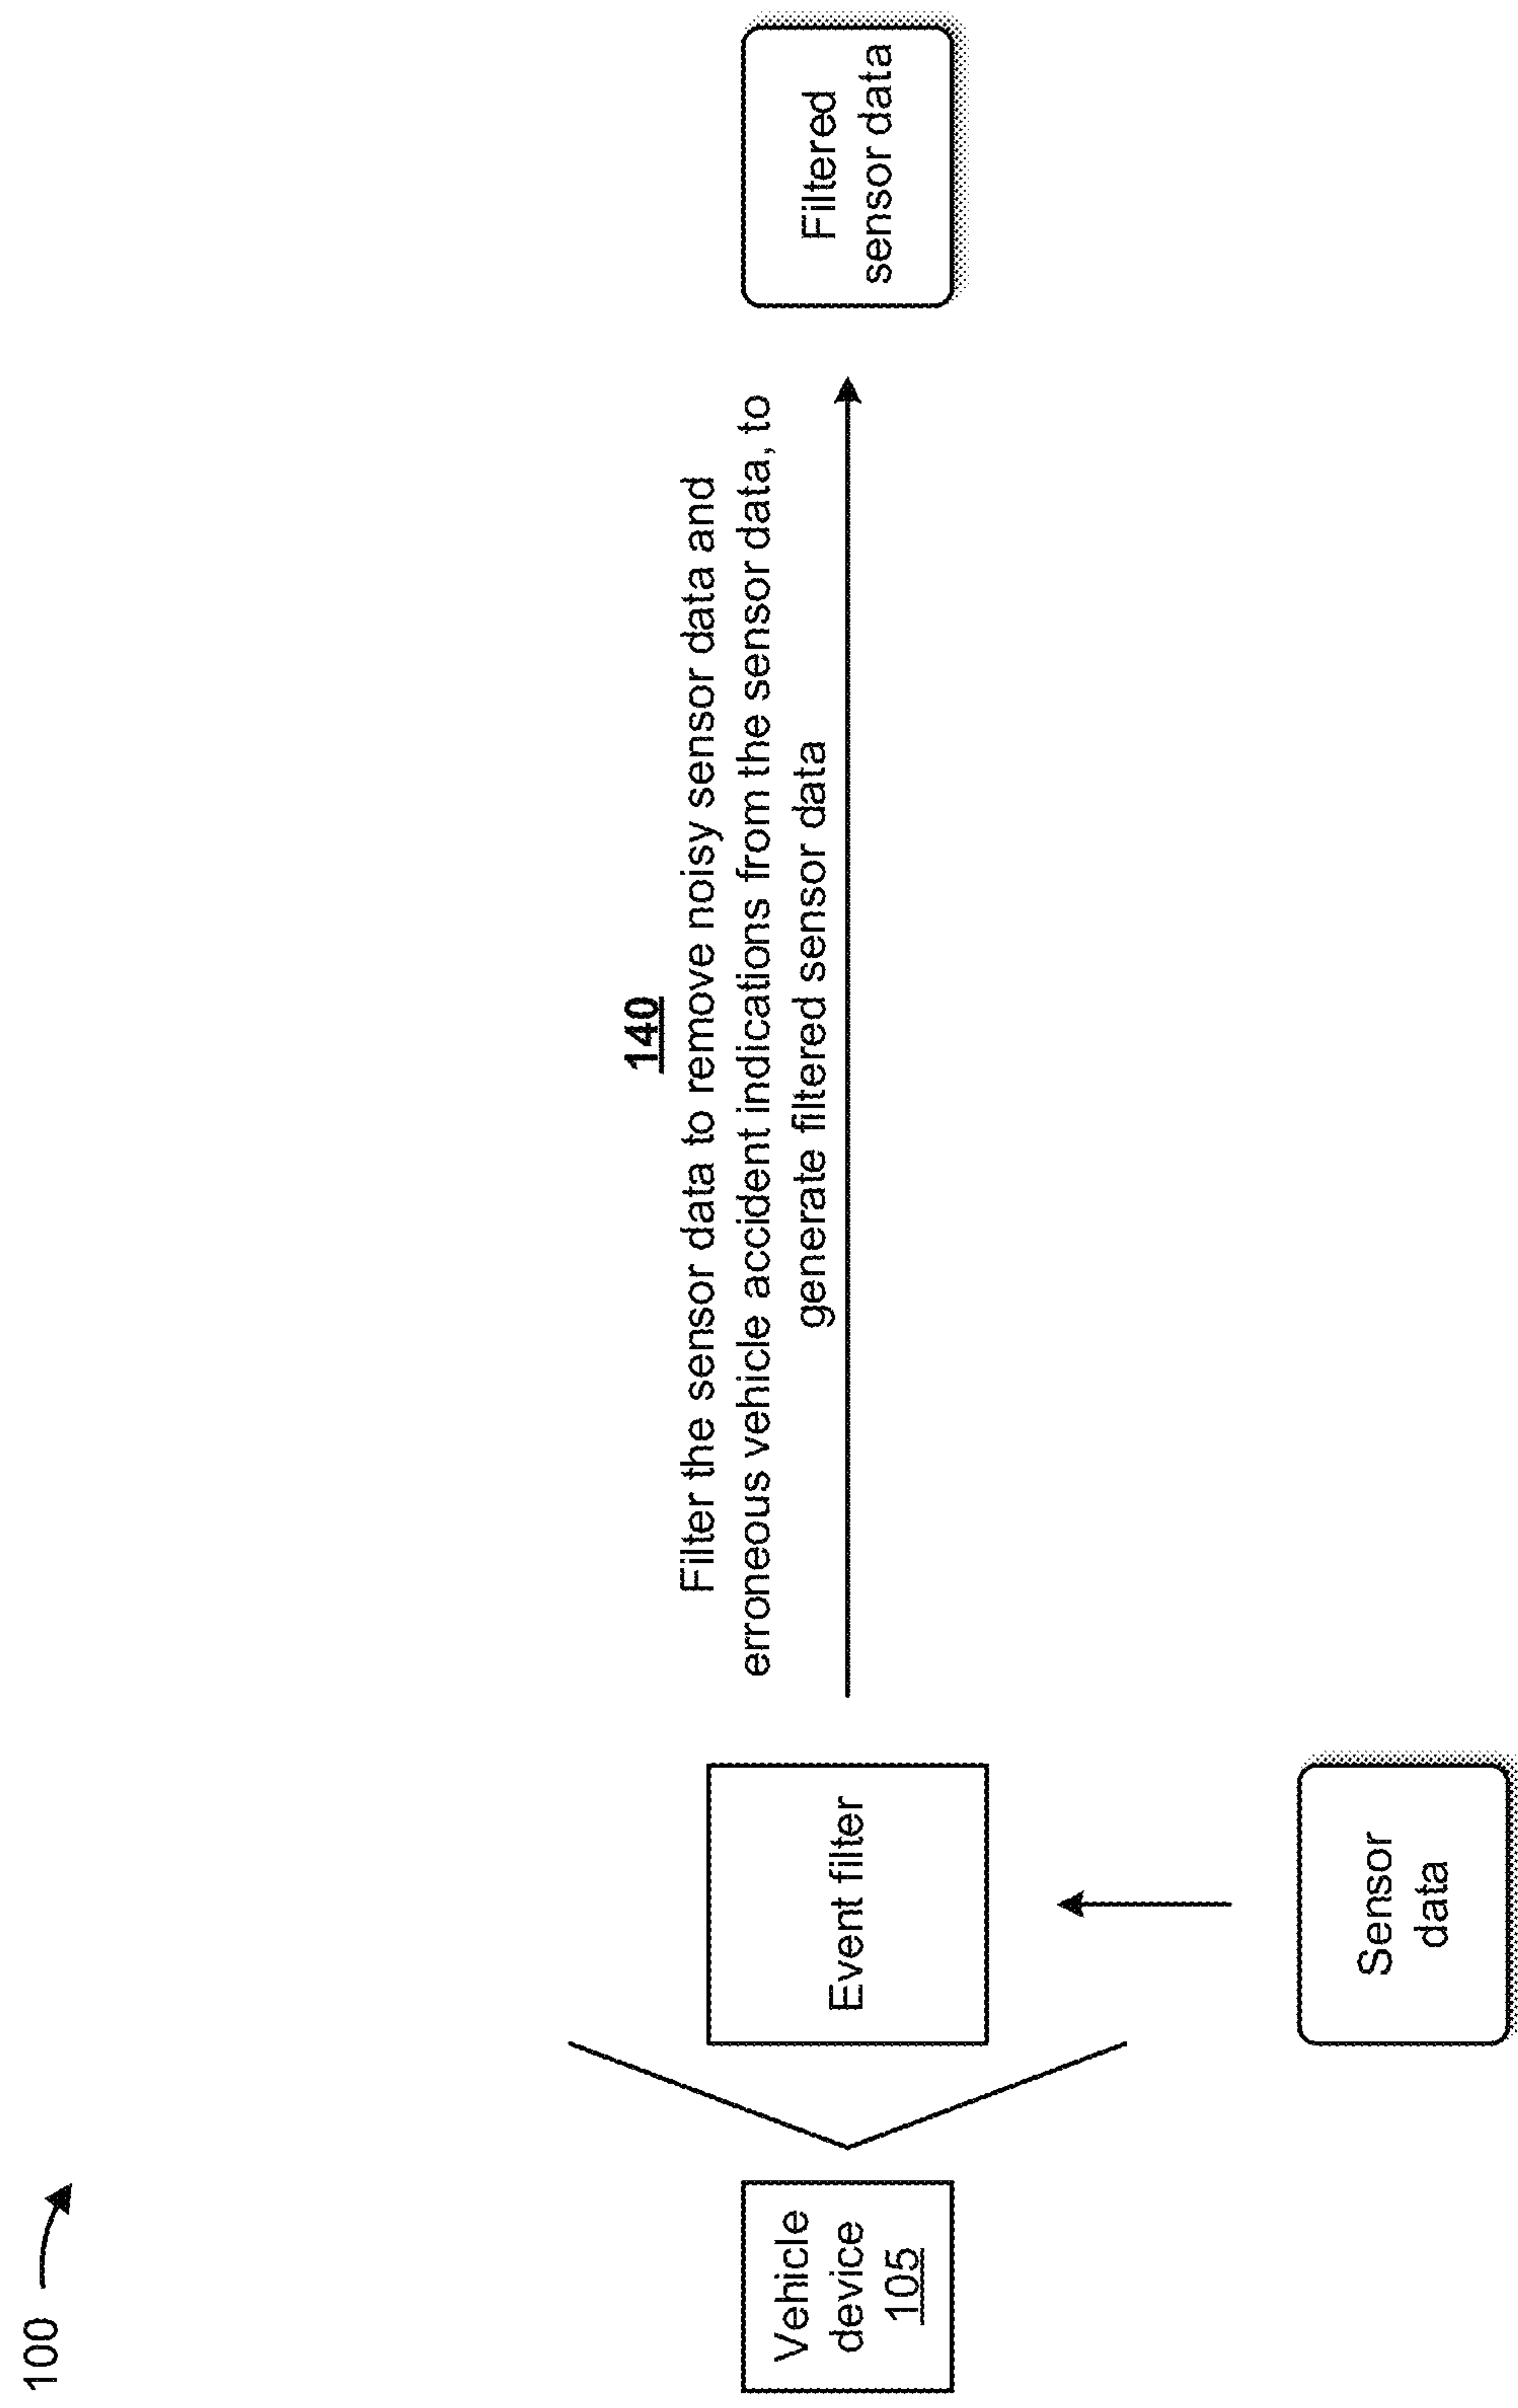 100
140
Filter the sensor data to remove noisy sensor data and
erroneous vehicle accident indications from the sensor data, to
generate filtered sensor data
Vehicle
device
105
Event filter
Filtered
sensor data
Sensor
data